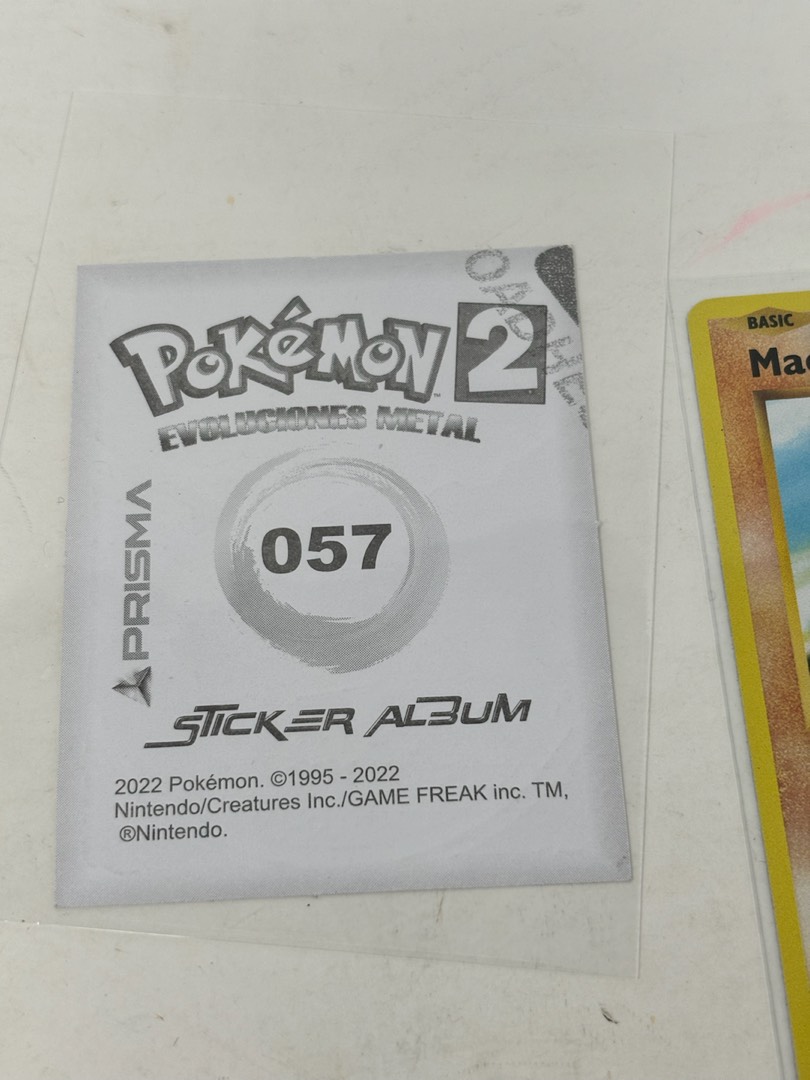 POKéMON 2
EVOLUCIONES METAL
PRISMA
057
STICKER ALBUM
2022 Pokémon. ©1995 - 2022
Nintendo/Creatures Inc./GAME FREAK inc. TM,
®Nintendo.
BASIC